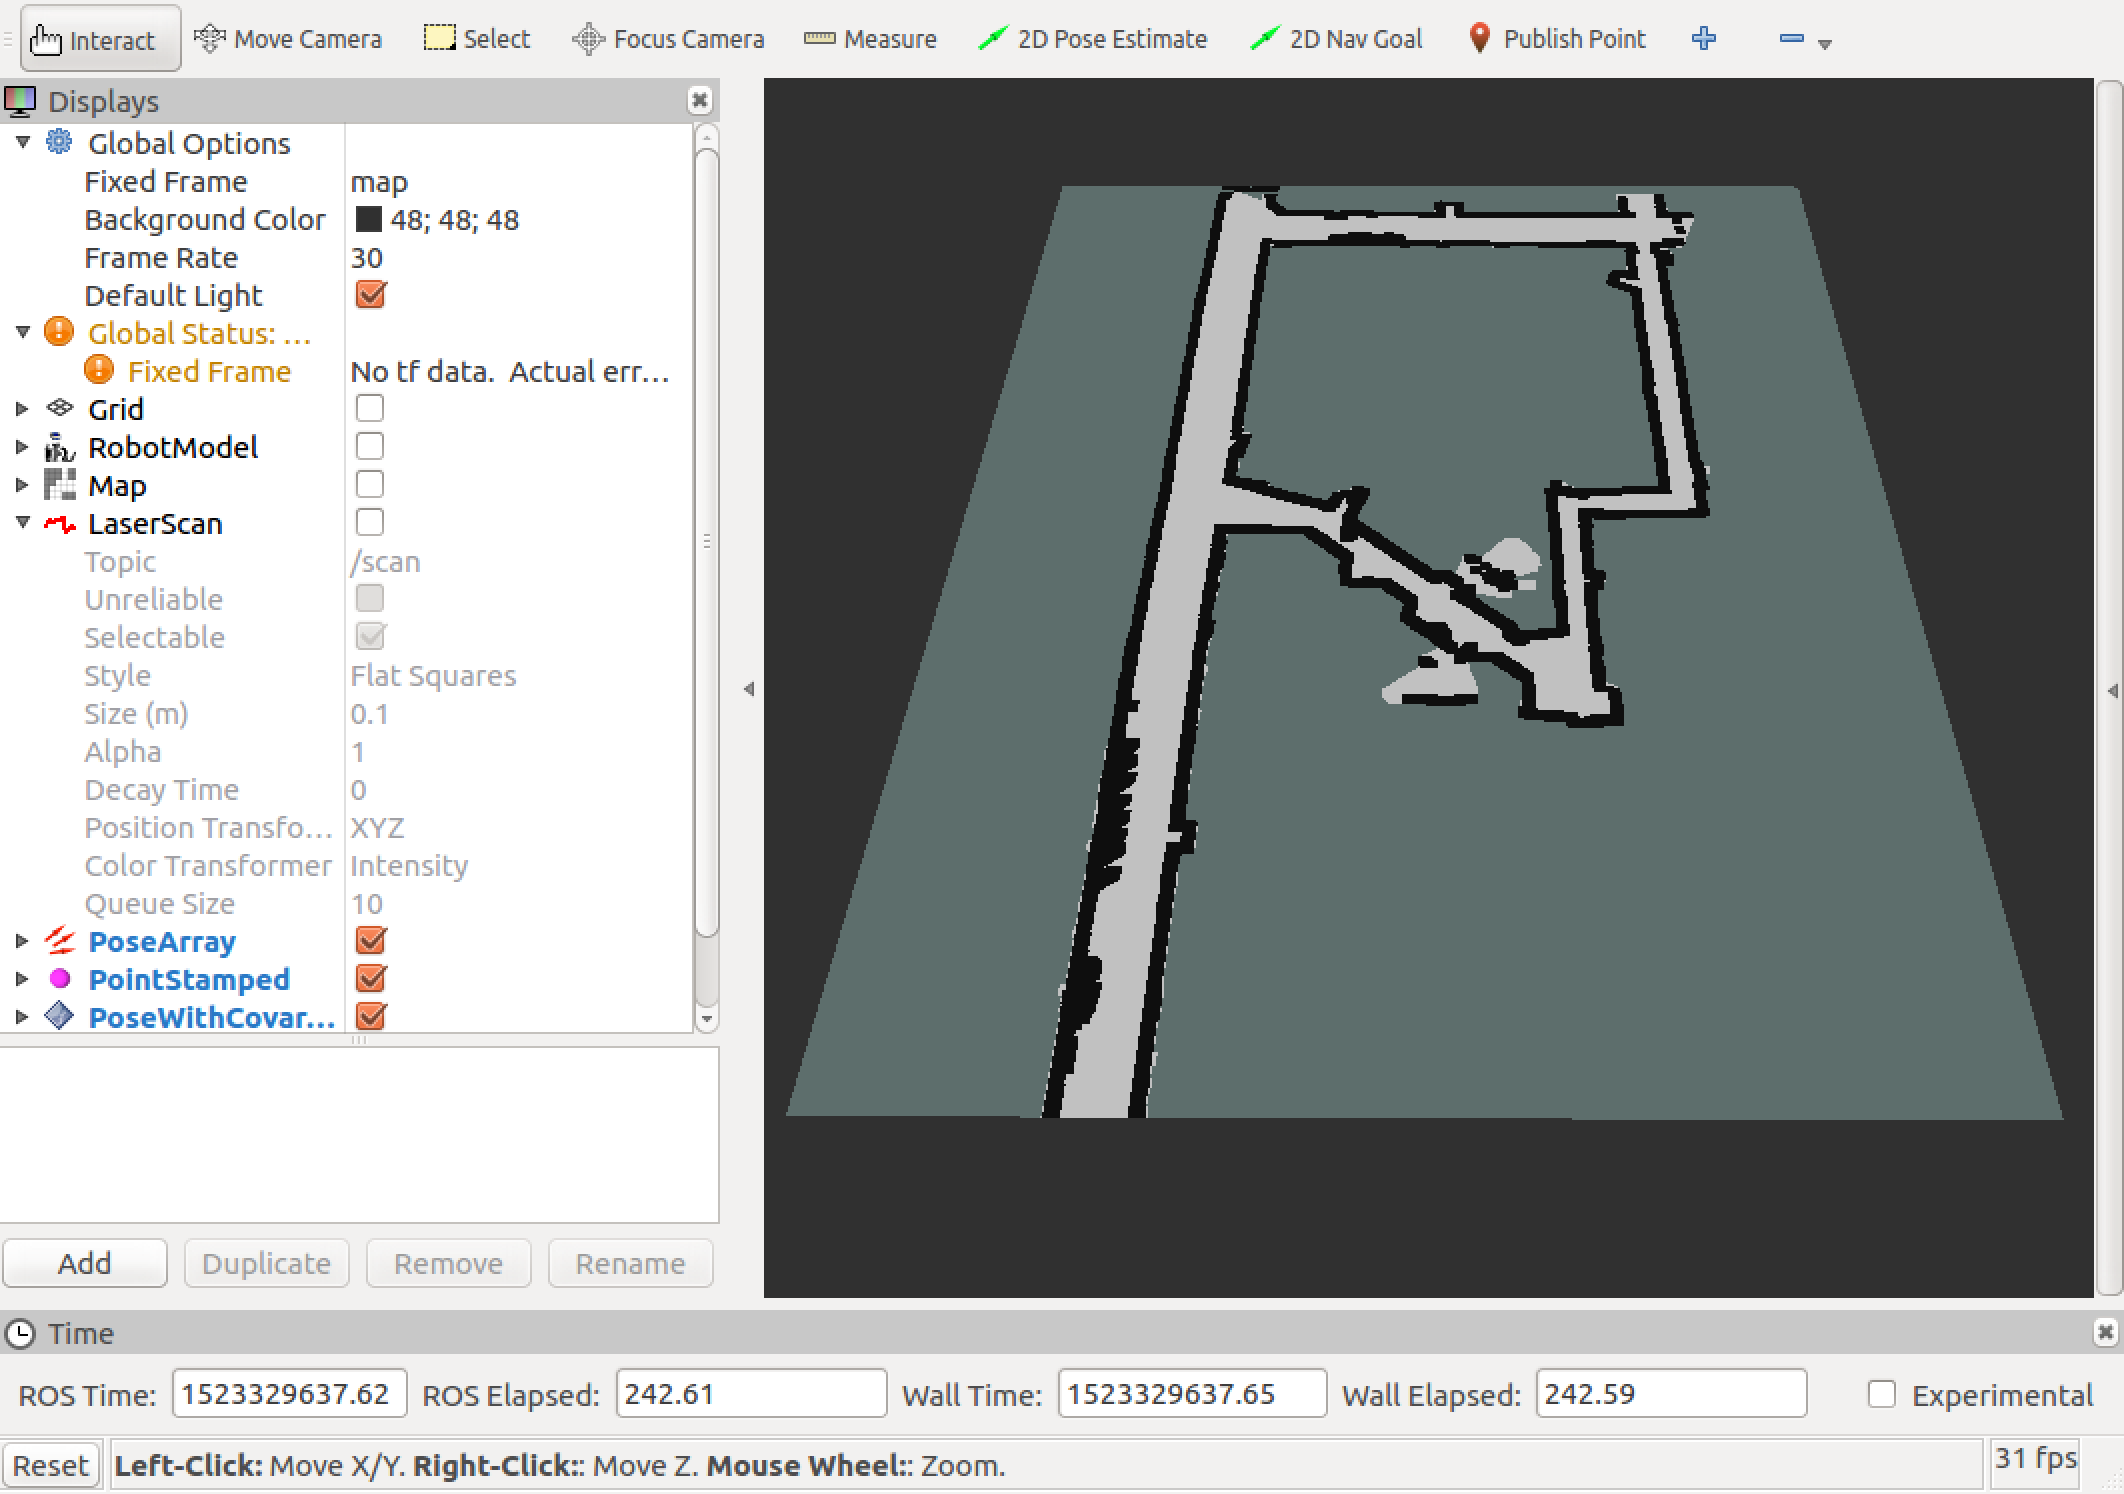 Interact Move Camera Select Focus Camera Measure 2D Pose Estimate 2D Nav Goal Publish Point
Displays
Global Options
Fixed Frame map
Background Color 48; 48; 48
Frame Rate 30
Default Light
Global Status: ...
Fixed Frame No tf data. Actual err...
Grid
RobotModel
Map
LaserScan
Topic /scan
Unreliable
Selectable
Style Flat Squares
Size (m) 0.1
Alpha 1
Decay Time 0
Position Transfo... XYZ
Color Transformer Intensity
Queue Size 10
PoseArray
PointStamped
PoseWithCovar...
Add Duplicate Remove Rename
Time
ROS Time: 1523329637.62 ROS Elapsed: 242.61 Wall Time: 1523329637.65 Wall Elapsed: 242.59 Experimental
Reset Left-Click: Move X/Y. Right-Click:: Move Z. Mouse Wheel:: Zoom. 31 fps